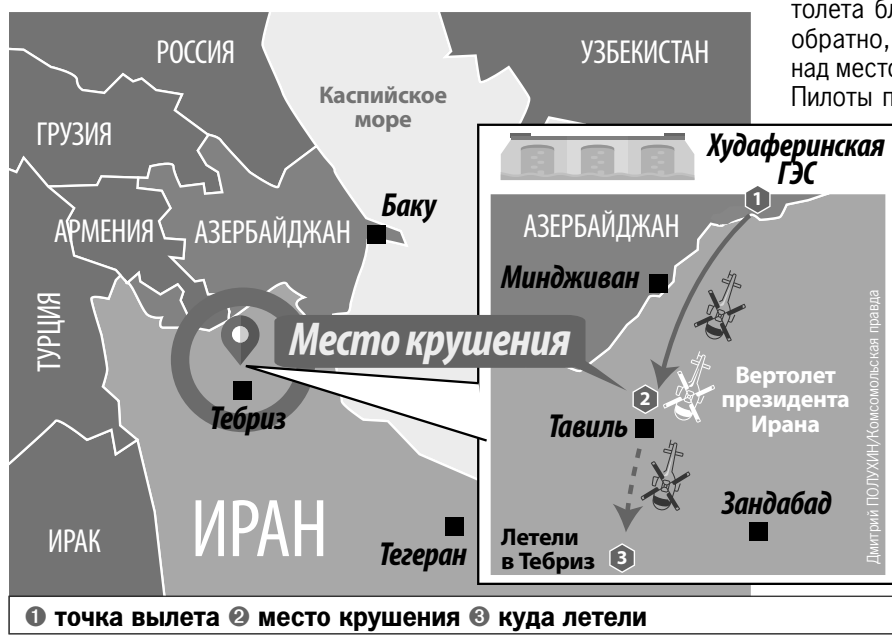 толета бл
обратно,
над место
Пилоты п
РОССИЯ
УЗБЕКИСТАН
Каспийское
море
ГРУЗИЯ
АРМЕНИЯ
АЗЕРБАЙДЖАН
Баку
ТУРЦИЯ
Место крушения
Тебриз
ИРАК
ИРАН
Тегеран
Худаферинская
ГЭС
1
АЗЕРБАЙДЖАН
Миндживан
2
Вертолет
президента
Ирана
Тавиль
Зандабад
Летели
в Тебриз 3
Дмитрий ПОЛУХИН/Комсомольская правда
❶ точка вылета ❷ место крушения ❸ куда летели